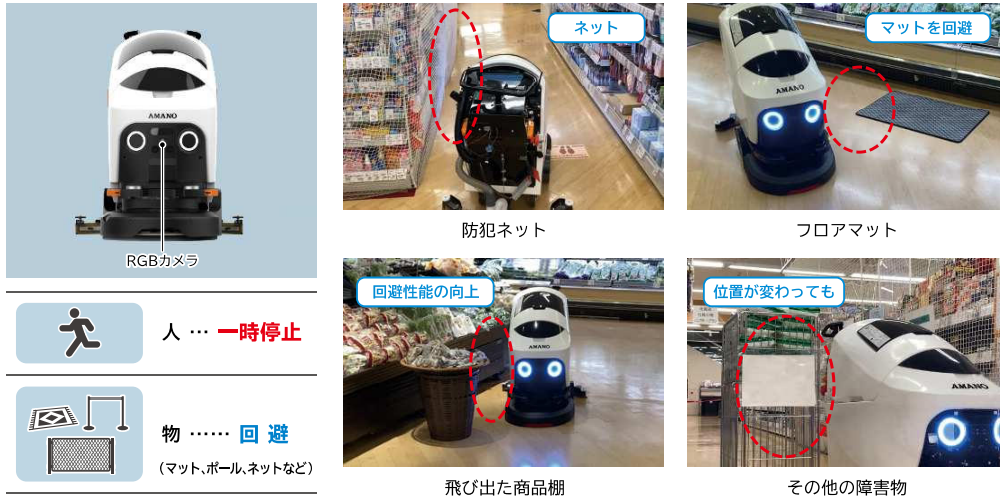 AMANO
RGBカメラ
人 … 一時停止
物 …… 回 避
(マット、ポール、ネットなど)
ネット
防犯ネット
マットを回避
AMANO
フロアマット
回避性能の向上
AMANO
飛び出た商品棚
位置が変わっても
AMANO
その他の障害物